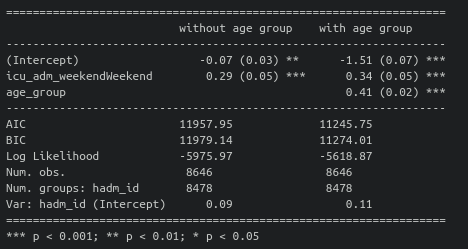 ==================================================================
                          without age group    with age group
------------------------------------------------------------------
(Intercept)                  -0.07 (0.03) **      -1.51 (0.07) ***
icu_adm_weekendWeekend        0.29 (0.05) ***      0.34 (0.05) ***
age_group                                          0.41 (0.02) ***
------------------------------------------------------------------
AIC                       11957.95             11245.75
BIC                       11979.14             11274.01
Log Likelihood            -5975.97             -5618.87
Num. obs.                  8646                 8646
Num. groups: hadm_id       8478                 8478
Var: hadm_id (Intercept)      0.09                 0.11
==================================================================
*** p < 0.001; ** p < 0.01; * p < 0.05